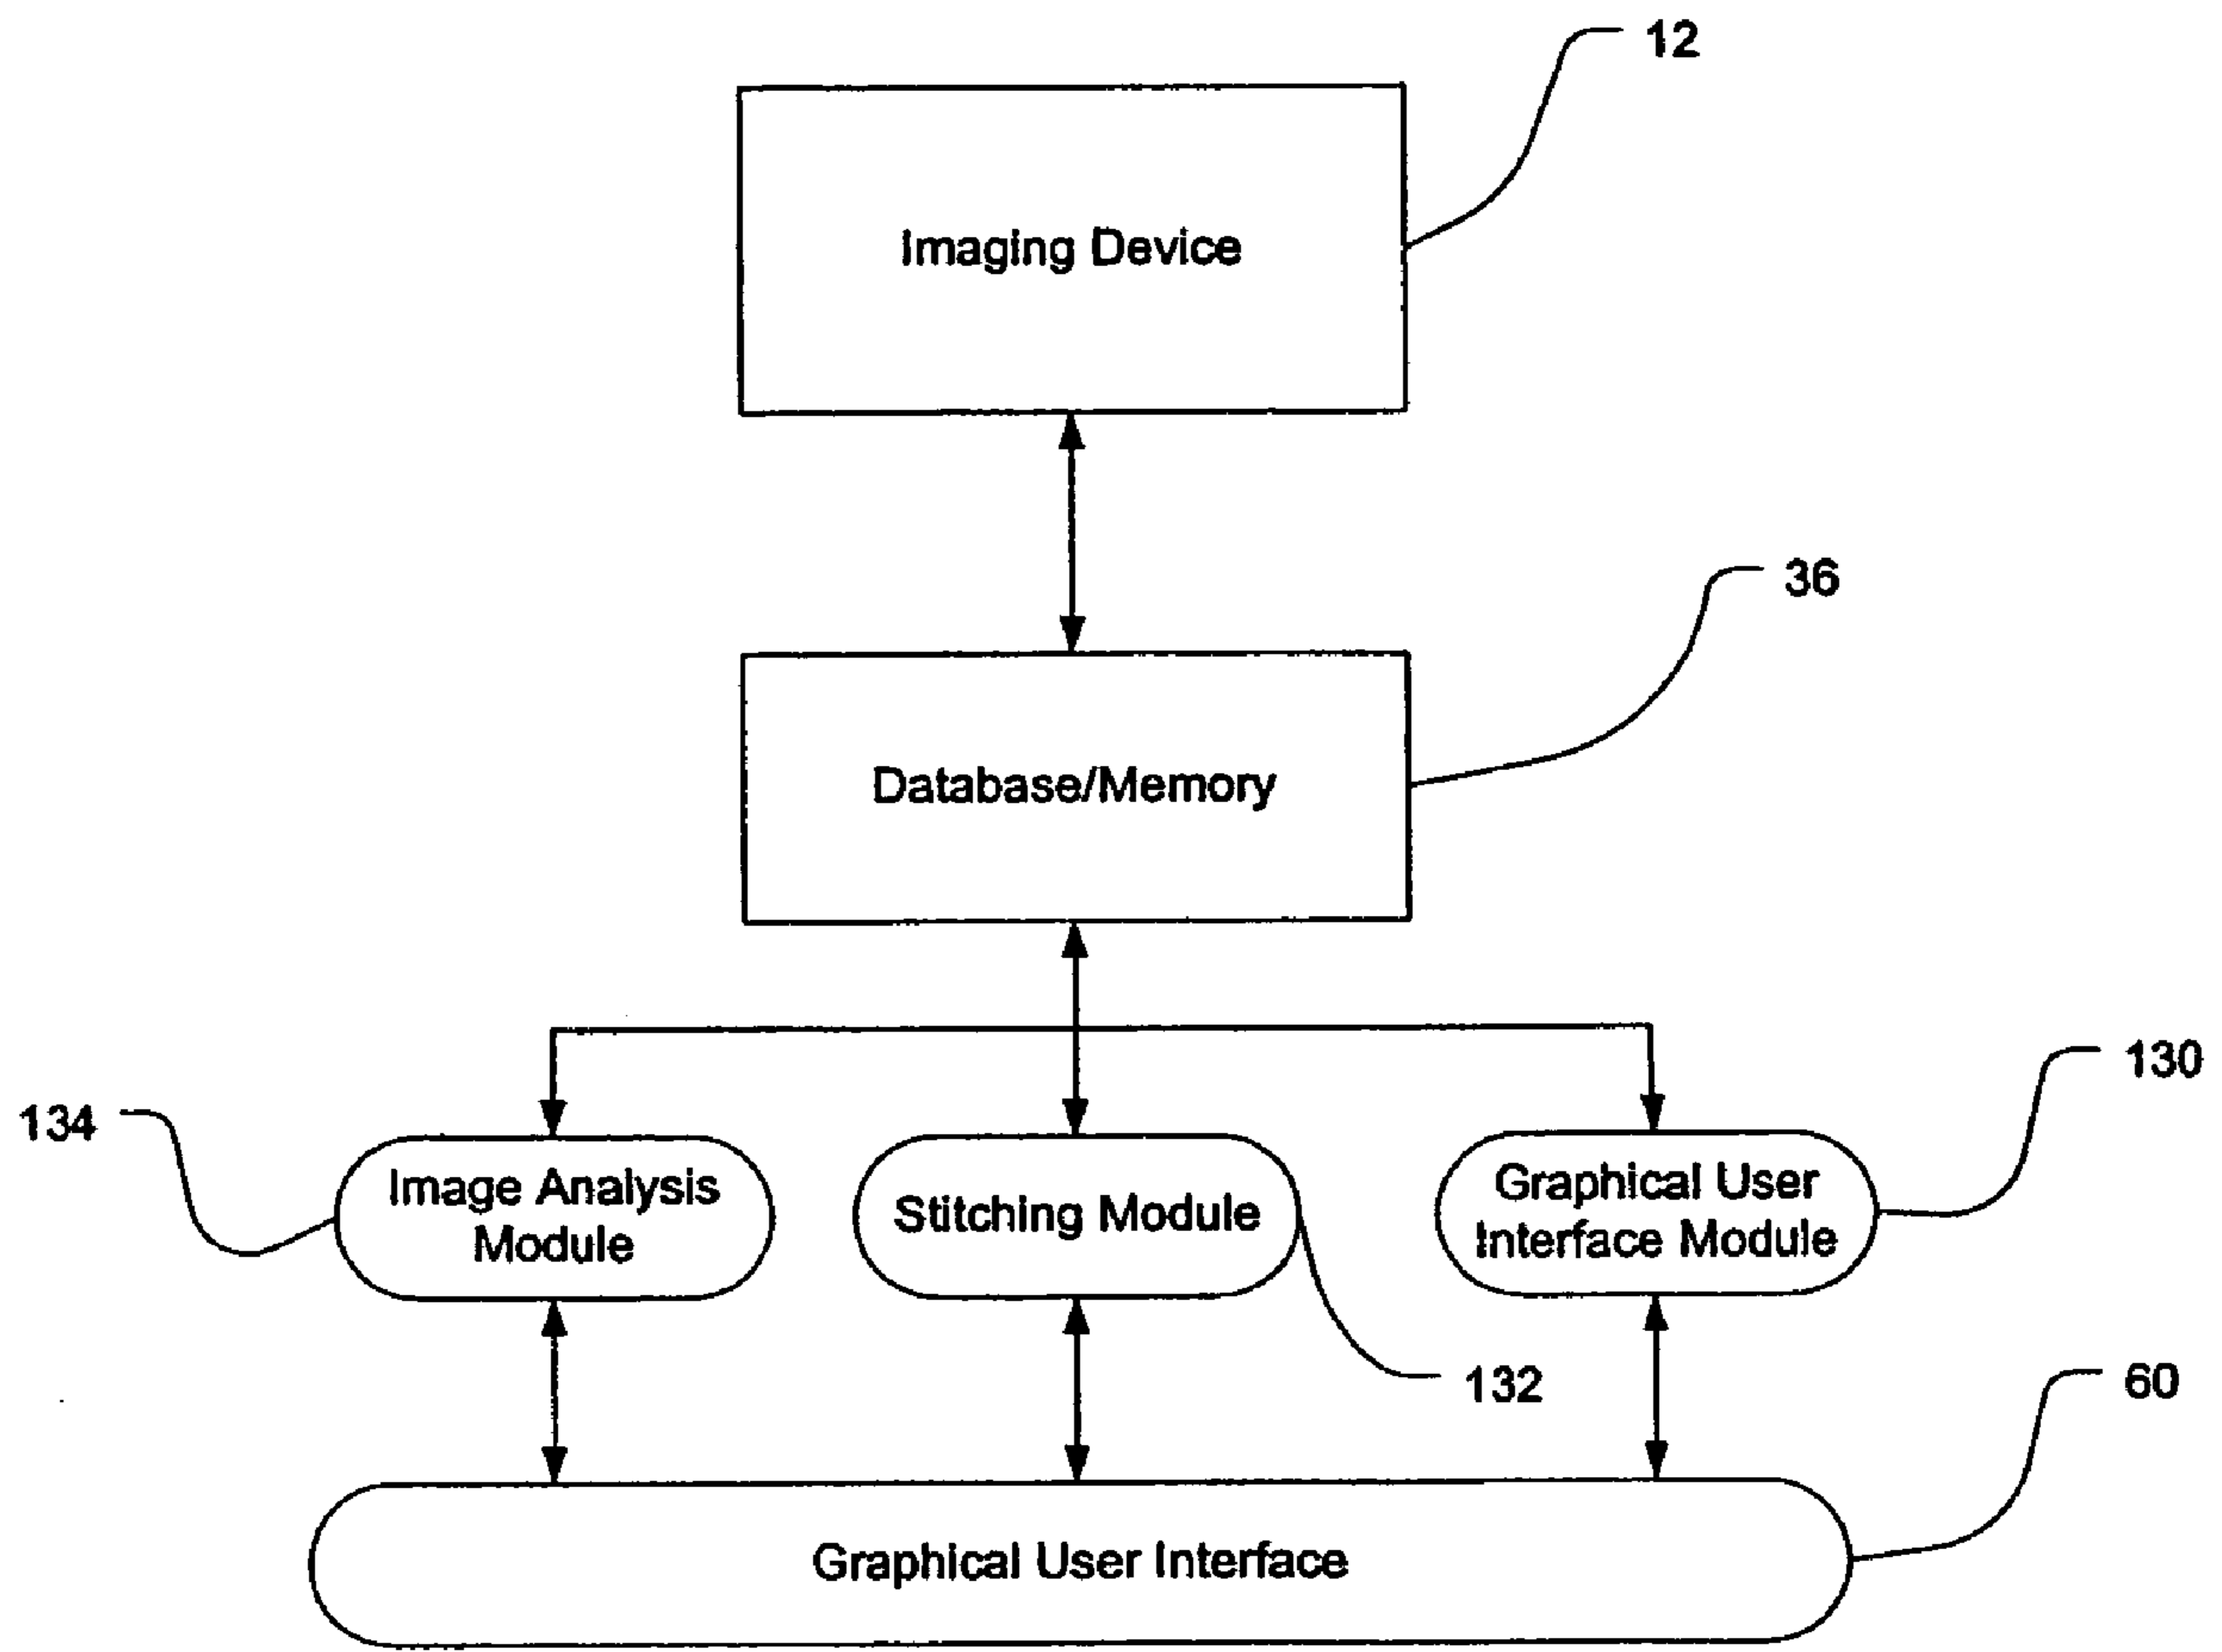 12
Imaging Device
36
Database/Memory
130
134
Image Analysis
Module
Stitching Module
Graphical User
Interface Module
132
60
Graphical User Interface